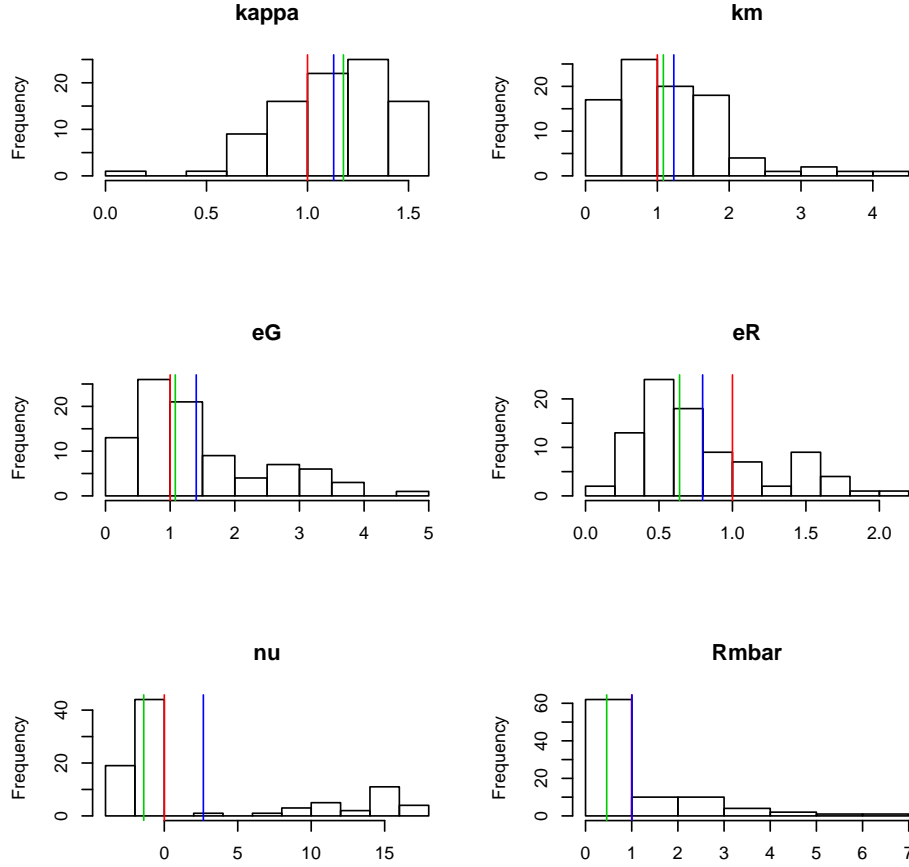 kappa
Frequency
0 10 20
0.0 0.5 1.0 1.5
km
Frequency
0 10 20
0 1 2 3 4
eG
Frequency
0 10 20
0 1 2 3 4 5
eR
Frequency
0 10 20
0.0 0.5 1.0 1.5 2.0
nu
Frequency
0 20 40
0 5 10 15
Rmbar
Frequency
0 20 40 60
0 1 2 3 4 5 6 7